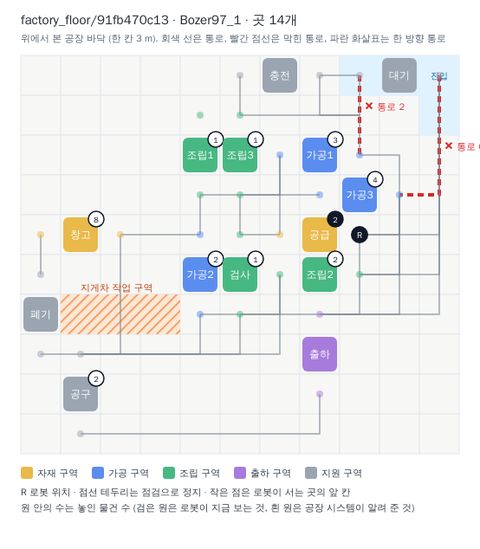 factory_floor/91fb470c13 · Bozer97_1 · 곳 14개
위에서 본 공장 바닥 (한 칸 3 m). 회색 선은 통로, 빨간 점선은 막힌 통로, 파란 화살표는 한 방향 통로
충전
대기
× 통로 2
× 통로
조립1 1
조립3 1
가공1 3
가공3 4
창고 8
공급 2
R
가공2 2
검사 1
조립2 2
지게차 작업 구역
폐기
출하
공구 2
자재 구역
가공 구역
조립 구역
출하 구역
지원 구역
R 로봇 위치 · 점선 테두리는 점검으로 정지 · 작은 점은 로봇이 서는 곳의 앞 칸
원 안의 수는 놓인 물건 수 (검은 원은 로봇이 지금 보는 것, 흰 원은 공장 시스템이 알려 준 것)